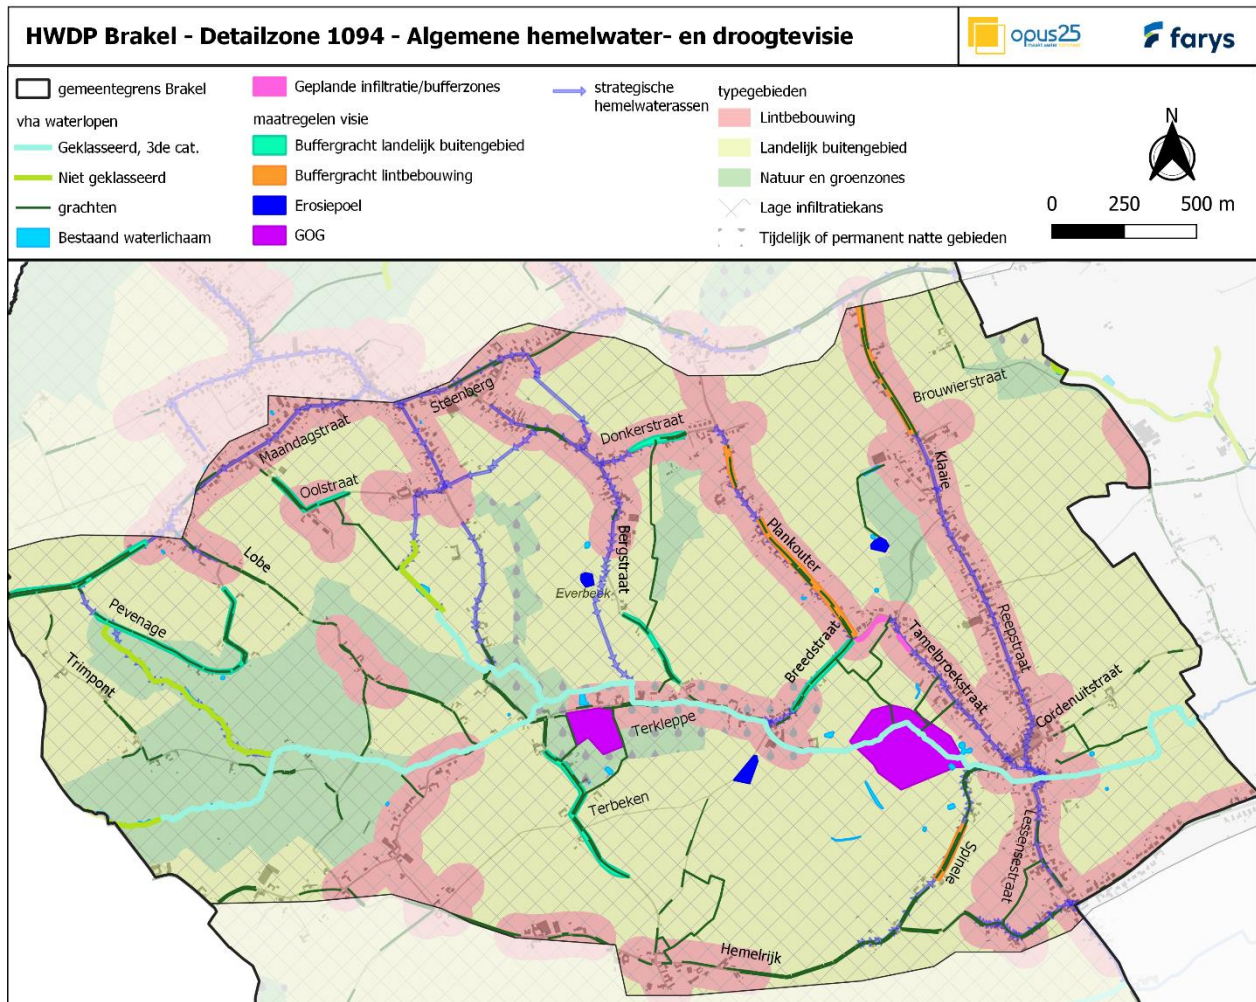 HWDP Brakel - Detailzone 1094 - Algemene hemelwater- en droogtevisie
opus25
maakt water
farys
gemeentegrens Brakel
vha waterlopen
Geklasseerd, 3de cat.
Niet geklasseerd
grachten
Bestaand waterlichaam
Geplande infiltratie/bufferzones
maatregelen visie
Buffergracht landelijk buitengebied
Buffergracht lintbebouwing
Erosiepoel
GOG
strategische
hemelwaterassen
typegebieden
Lintbebouwing
Landelijk buitengebied
Natuur en groenzones
Lage infiltratiekans
Tijdelijk of permanent natte gebieden
N
0 250 500 m
Steenberg
Brouwierstraat
Maandagstraat
Donkerstraat
Klaaie
Oolstraat
Plankouter
Bergstraat
Lobe
Everbeek
Pevenage
Breedstraat
Tammelbroekstraat
Reepstraat
Trimpont
Cordenuitstraat
Terkleppe
Terbeken
Spinele
Lessensestraat
Hemelrijk